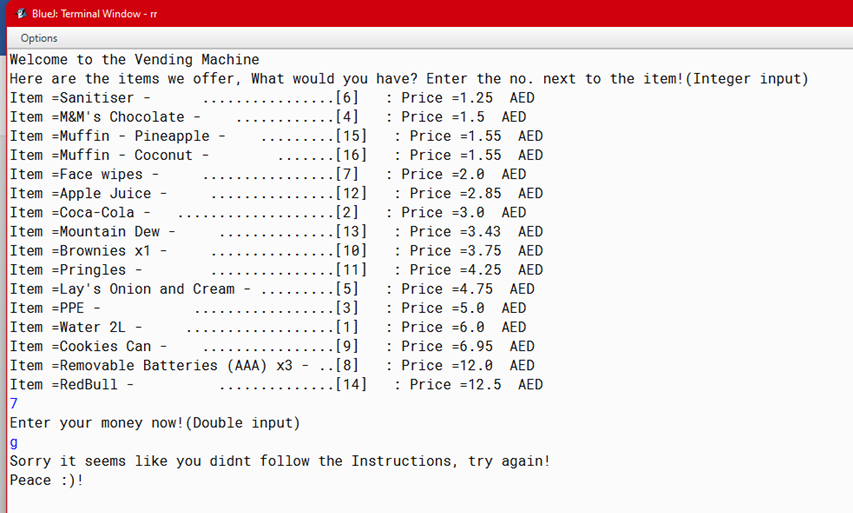 BlueJ: Terminal Window - rr
Options
Welcome to the Vending Machine
Here are the items we offer, What would you have? Enter the no. next to the item!(Integer input)
Item =Sanitiser -      ................[6]   : Price =1.25  AED
Item =M&M's Chocolate -    ............[4]   : Price =1.5  AED
Item =Muffin - Pineapple -    .........[15]   : Price =1.55  AED
Item =Muffin - Coconut -        .......[16]   : Price =1.55  AED
Item =Face wipes -     ................[7]   : Price =2.0  AED
Item =Apple Juice -     ...............[12]   : Price =2.85  AED
Item =Coca-Cola -   ...................[2]   : Price =3.0  AED
Item =Mountain Dew -     ..............[13]   : Price =3.43  AED
Item =Brownies x1 -     ...............[10]   : Price =3.75  AED
Item =Pringles -        ...............[11]   : Price =4.25  AED
Item =Lay's Onion and Cream - .........[5]   : Price =4.75  AED
Item =PPE -           .................[3]   : Price =5.0  AED
Item =Water 2L -     ..................[1]   : Price =6.0  AED
Item =Cookies Can -    ................[9]   : Price =6.95  AED
Item =Removable Batteries (AAA) x3 - ..[8]   : Price =12.0  AED
Item =RedBull -          ..............[14]   : Price =12.5  AED
7
Enter your money now!(Double input)
g
Sorry it seems like you didnt follow the Instructions, try again!
Peace :)!